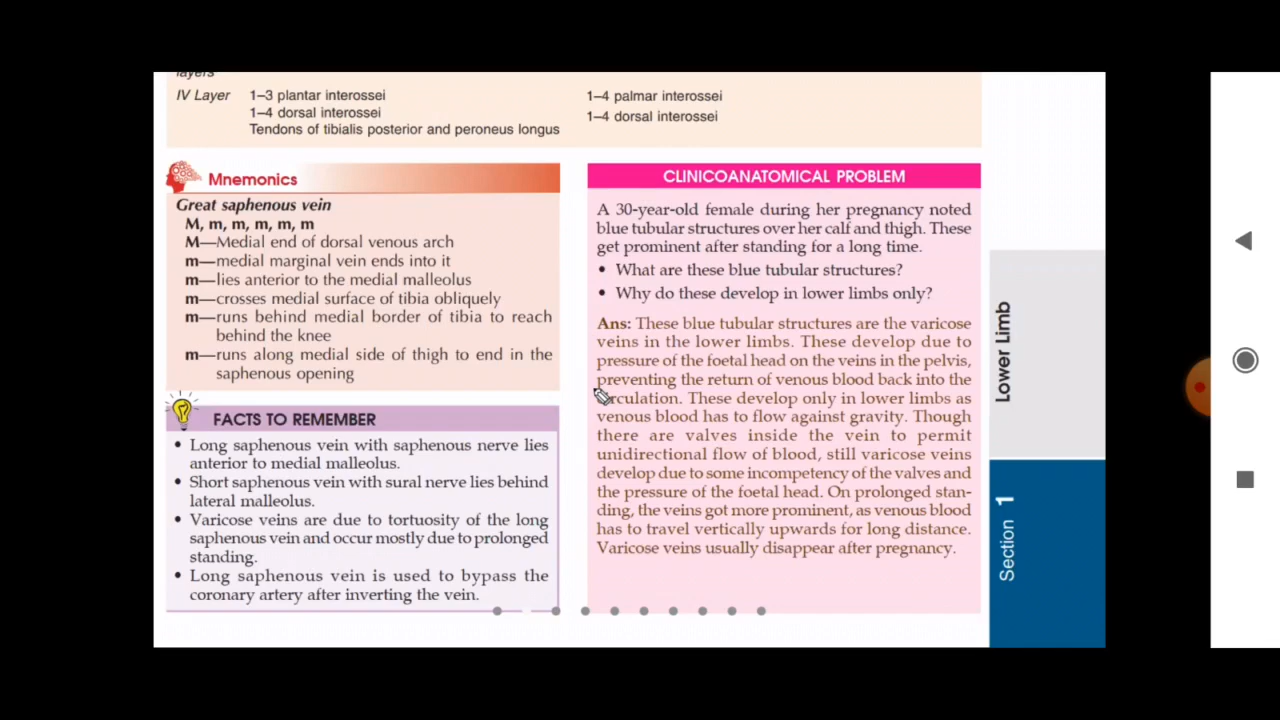 layers
IV Layer 1–3 plantar interossei 1–4 palmar interossei
1–4 dorsal interossei 1–4 dorsal interossei
Tendons of tibialis posterior and peroneus longus
Mnemonics
Great saphenous vein
M, m, m, m, m, m
M—Medial end of dorsal venous arch
m—medial marginal vein ends into it
m—lies anterior to the medial malleolus
m—crosses medial surface of tibia obliquely
m—runs behind medial border of tibia to reach
behind the knee
m—runs along medial side of thigh to end in the
saphenous opening
FACTS TO REMEMBER
• Long saphenous vein with saphenous nerve lies
anterior to medial malleolus.
• Short saphenous vein with sural nerve lies behind
lateral malleolus.
• Varicose veins are due to tortuosity of the long
saphenous vein and occur mostly due to prolonged
standing.
• Long saphenous vein is used to bypass the
coronary artery after inverting the vein.
CLINICOANATOMICAL PROBLEM
A 30-year-old female during her pregnancy noted
blue tubular structures over her calf and thigh. These
get prominent after standing for a long time.
• What are these blue tubular structures?
• Why do these develop in lower limbs only?
Ans: These blue tubular structures are the varicose
veins in the lower limbs. These develop due to
pressure of the foetal head on the veins in the pelvis,
preventing the return of venous blood back into the
circulation. These develop only in lower limbs as
venous blood has to flow against gravity. Though
there are valves inside the vein to permit
unidirectional flow of blood, still varicose veins
develop due to some incompetency of the valves and
the pressure of the foetal head. On prolonged stan-
ding, the veins got more prominent, as venous blood
has to travel vertically upwards for long distance.
Varicose veins usually disappear after pregnancy.
Lower Limb
Section 1